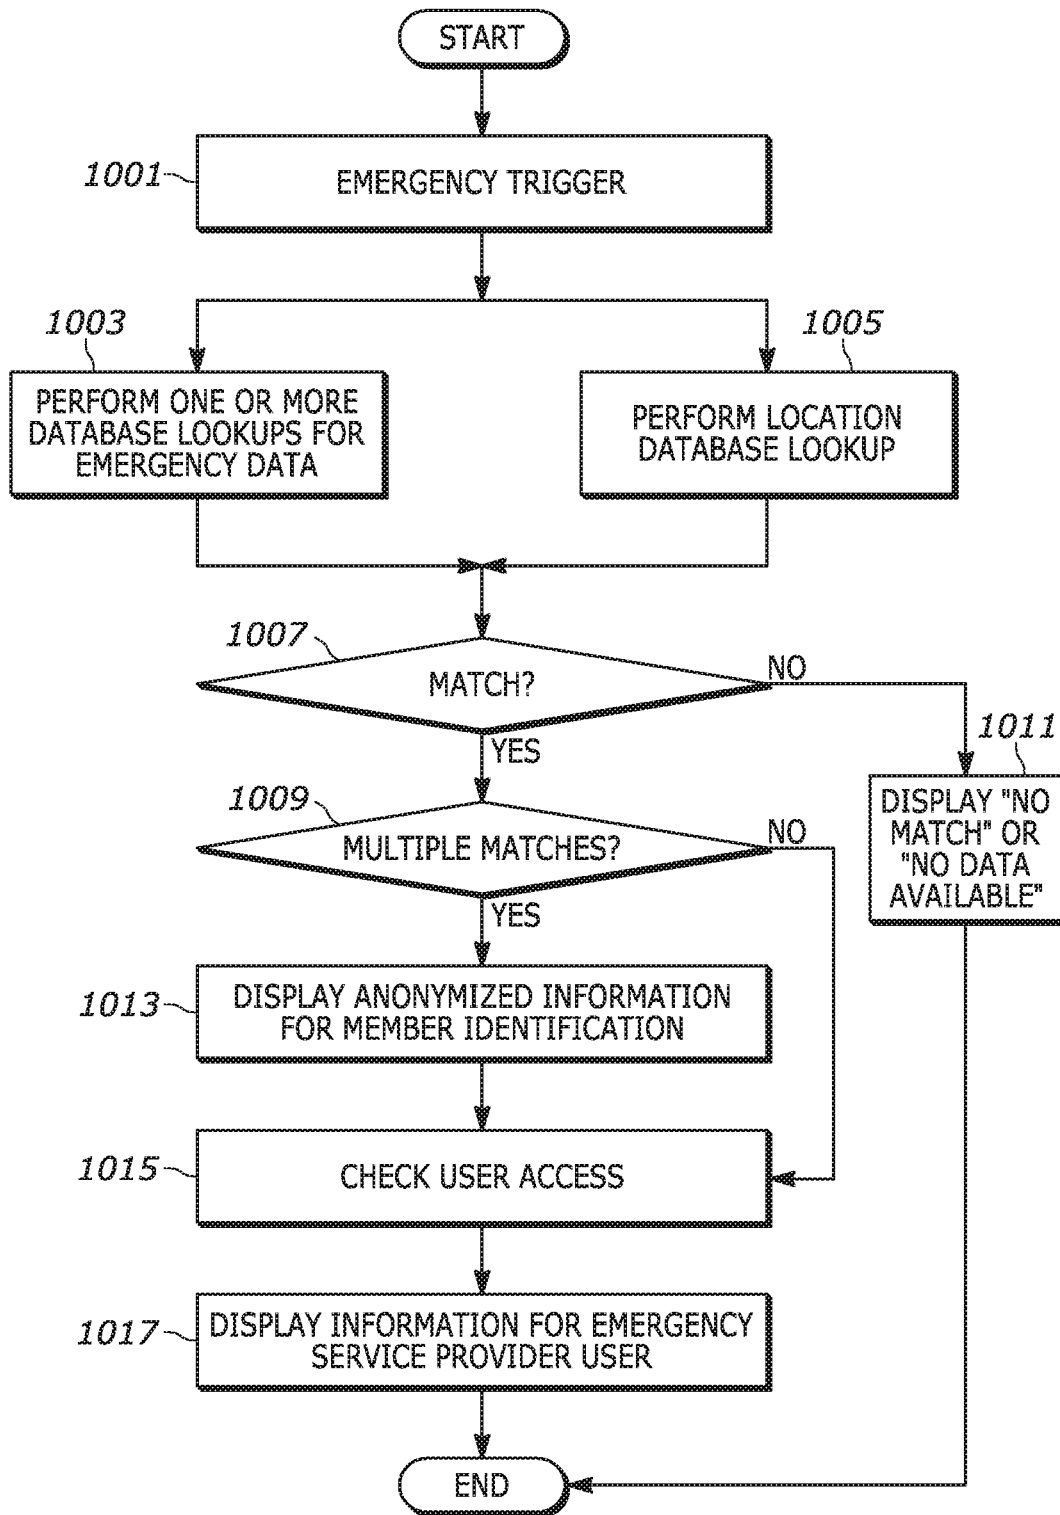 START
1001
EMERGENCY TRIGGER
1003
1005
PERFORM ONE OR MORE
DATABASE LOOKUPS FOR
EMERGENCY DATA
PERFORM LOCATION
DATABASE LOOKUP
1007
MATCH?
NO
YES
1011
DISPLAY "NO
MATCH" OR
"NO DATA
AVAILABLE"
1009
MULTIPLE MATCHES?
NO
YES
1013
DISPLAY ANONYMIZED INFORMATION
FOR MEMBER IDENTIFICATION
1015
CHECK USER ACCESS
1017
DISPLAY INFORMATION FOR EMERGENCY
SERVICE PROVIDER USER
END